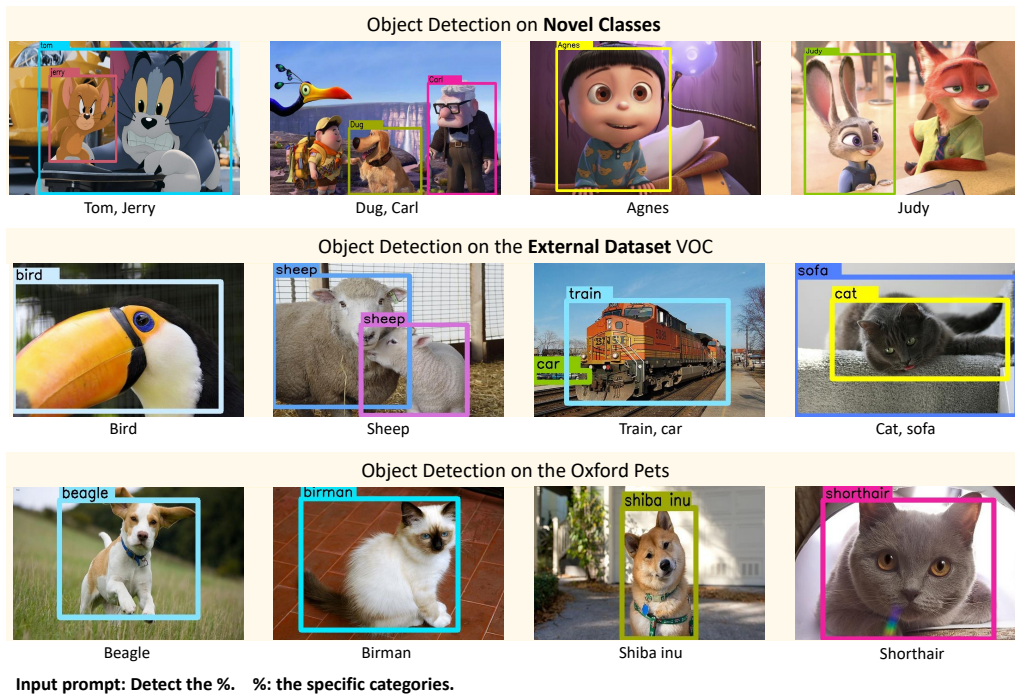 Object Detection on Novel Classes
tom
jerry
Dug
Carl
Agnes
Judy
Tom, Jerry
Dug, Carl
Agnes
Judy
Object Detection on the External Dataset VOC
bird
sheep
sheep
train
car
BNSF
sofa
cat
Bird
Sheep
Train, car
Cat, sofa
Object Detection on the Oxford Pets
beagle
birman
shiba inu
shorthair
Beagle
Birman
Shiba inu
Shorthair
Input prompt: Detect the %. %: the specific categories.